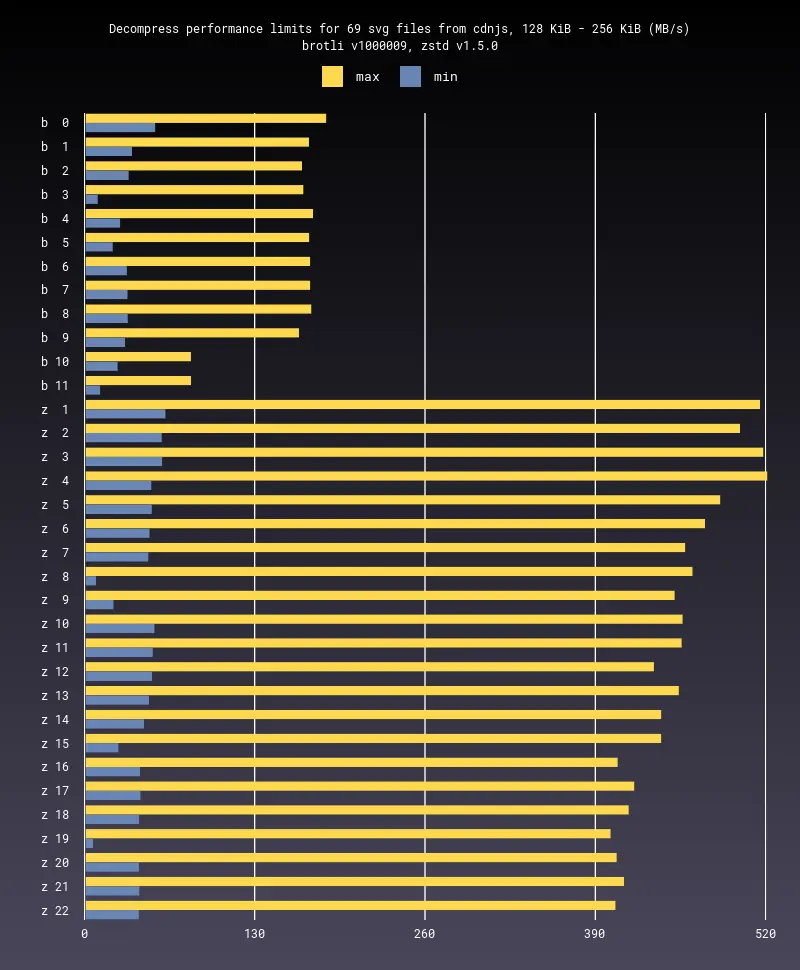 Decompress performance limits for 69 svg files from cdnjs, 128 KiB - 256 KiB (MB/s)
brotli v1000009, zstd v1.5.0
max min
b 0
b 1
b 2
b 3
b 4
b 5
b 6
b 7
b 8
b 9
b 10
b 11
z 1
z 2
z 3
z 4
z 5
z 6
z 7
z 8
z 9
z 10
z 11
z 12
z 13
z 14
z 15
z 16
z 17
z 18
z 19
z 20
z 21
z 22
0 130 260 390 520